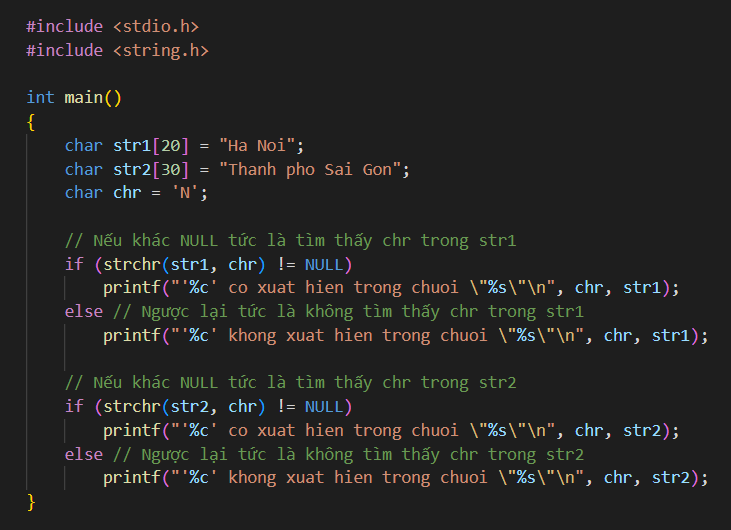 #include <stdio.h>
#include <string.h>
int main()
{
char str1[20] = "Ha Noi";
char str2[30] = "Thanh pho Sai Gon";
char chr = 'N';
// Nếu khác NULL tức là tìm thấy chr trong str1
if (strchr(str1, chr) != NULL)
printf("'%c' co xuat hien trong chuoi \"%s\"\n", chr, str1);
else // Ngược lại tức là không tìm thấy chr trong str1
printf("'%c' khong xuat hien trong chuoi \"%s\"\n", chr, str1);
// Nếu khác NULL tức là tìm thấy chr trong str2
if (strchr(str2, chr) != NULL)
printf("'%c' co xuat hien trong chuoi \"%s\"\n", chr, str2);
else // Ngược lại tức là không tìm thấy chr trong str2
printf("'%c' khong xuat hien trong chuoi \"%s\"\n", chr, str2);
}